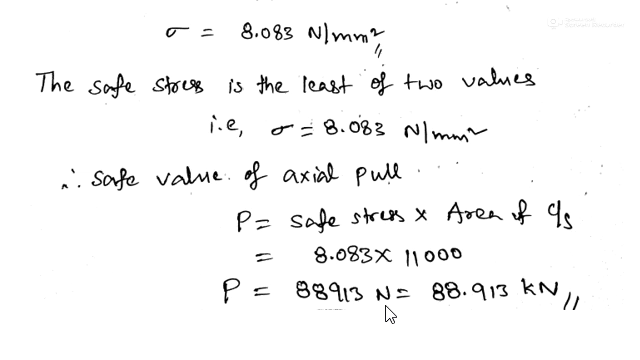 σ = 8.083 N/mm²,,
The safe stress is the least of two values
i.e, σ = 8.083 N/mm²
∴ safe value of axial pull
P = safe stress × Area of c/s
= 8.083 × 11000
P = 88913 N = 88.913 kN,,